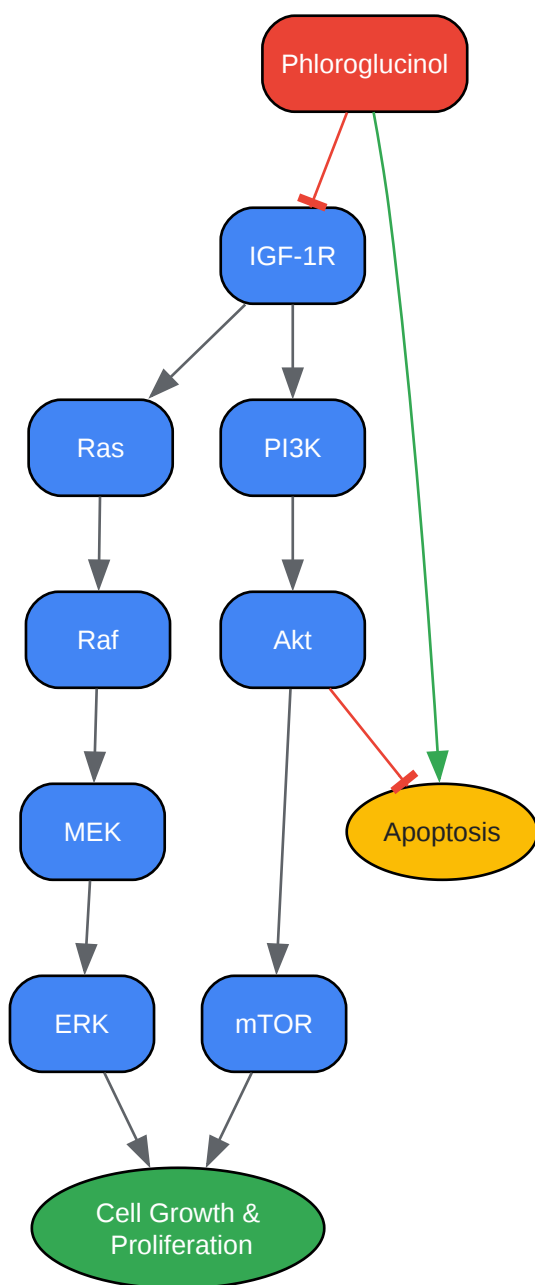 Phloroglucinol
IGF-1R
Ras
PI3K
Raf
Akt
MEK
Apoptosis
ERK
mTOR
Cell Growth &
Proliferation